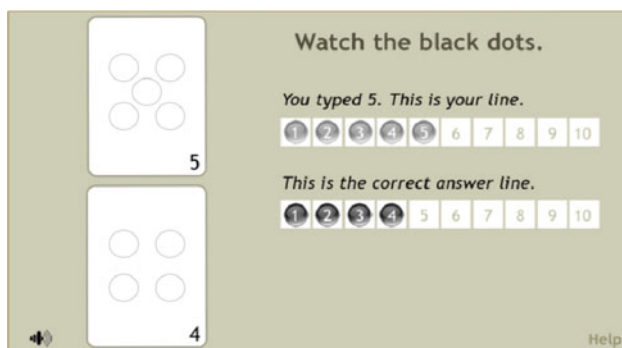 Watch the black dots.
You typed 5. This is your line.
1 2 3 4 5 6 7 8 9 10
5
This is the correct answer line.
1 2 3 4 5 6 7 8 9 10
4
Help